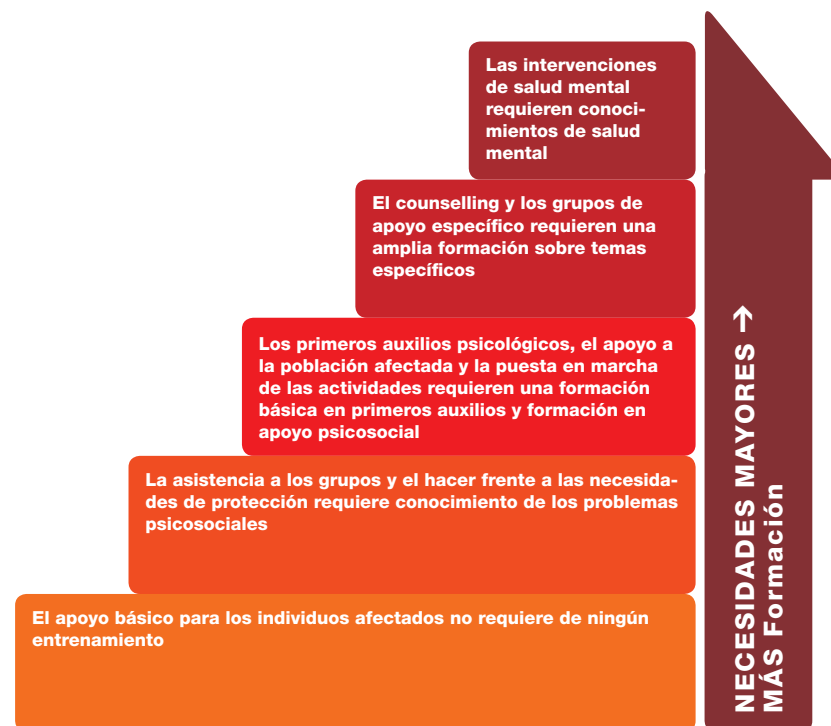 Las intervenciones
de salud mental
requieren conoci-
mientos de salud
mental
El counselling y los grupos de
apoyo específico requieren una
amplia formación sobre temas
específicos
Los primeros auxilios psicológicos, el apoyo a
la población afectada y la puesta en marcha
de las actividades requieren una formación
básica en primeros auxilios y formación en
apoyo psicosocial
La asistencia a los grupos y el hacer frente a las necesida-
des de protección requiere conocimiento de los problemas
psicosociales
El apoyo básico para los individuos afectados no requiere de ningún
entrenamiento
NECESIDADES MAYORES →
MÁS Formación